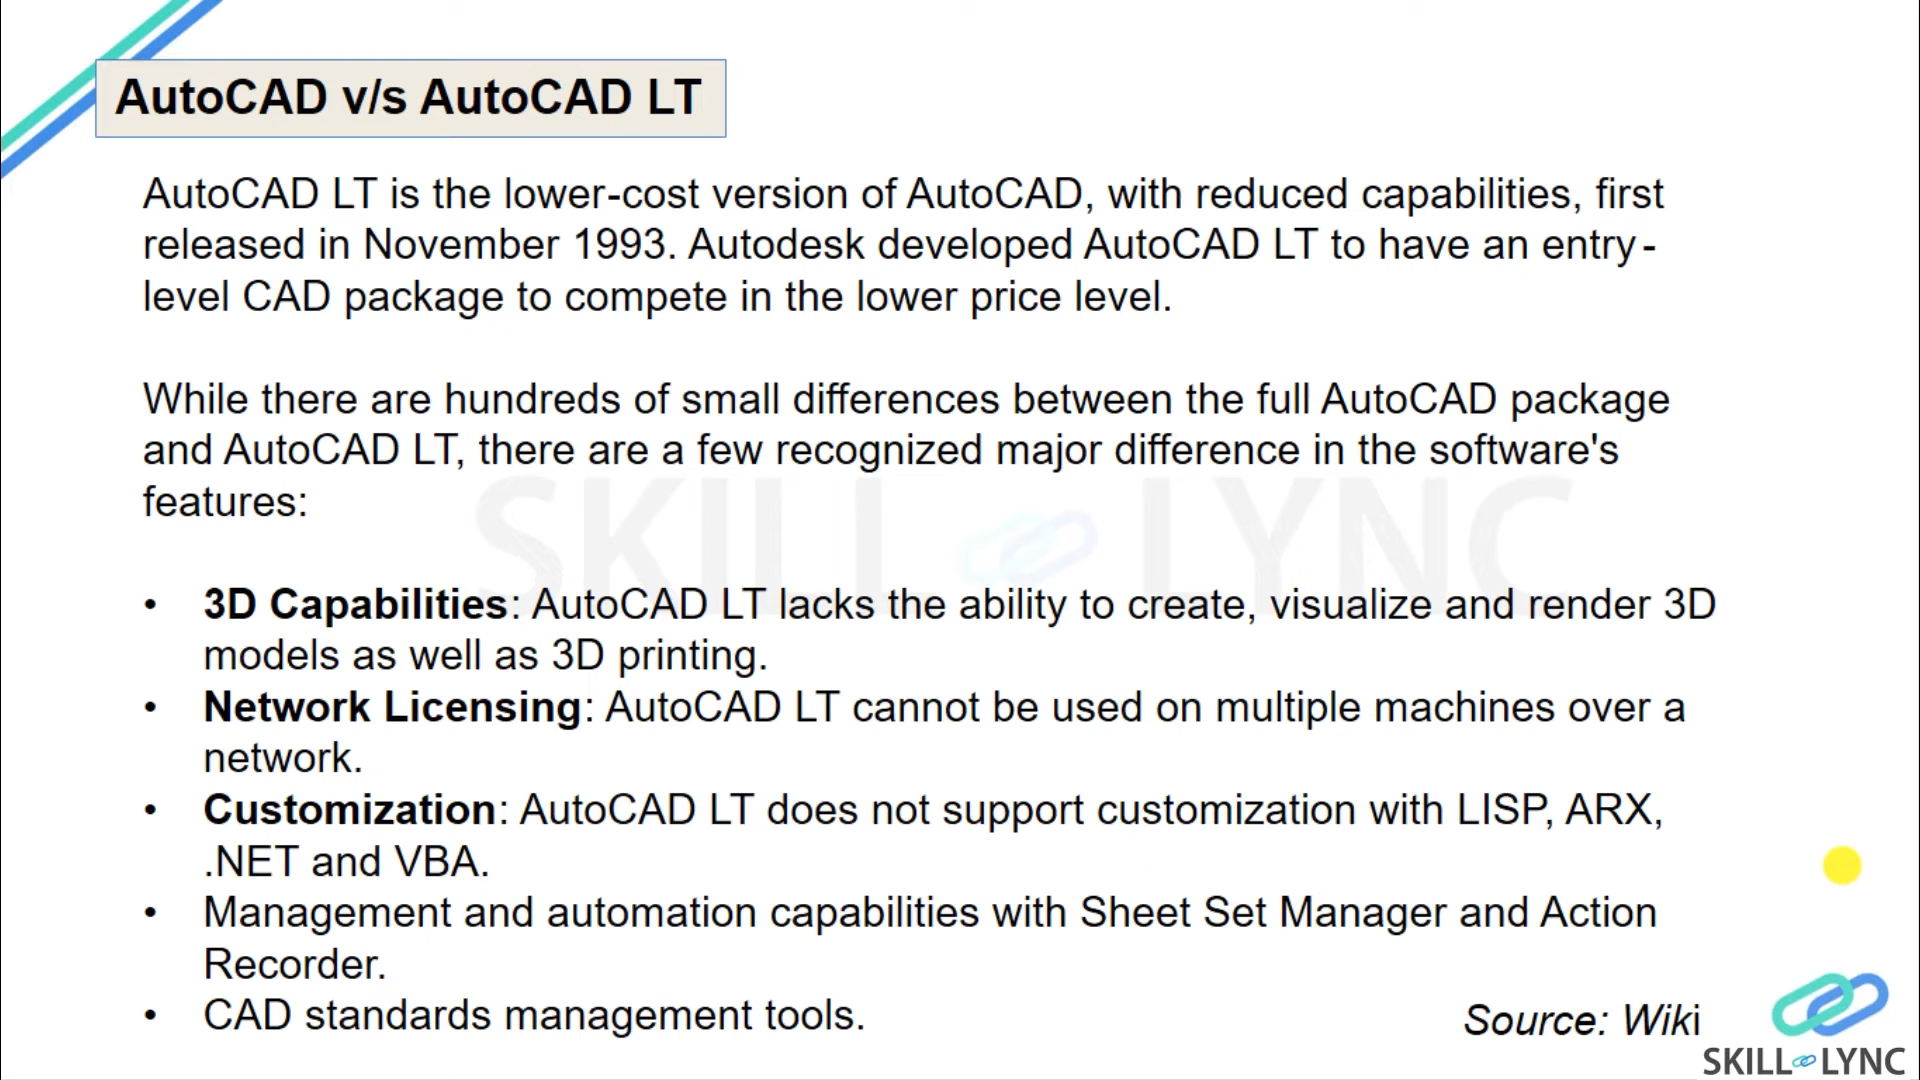 AutoCAD v/s AutoCAD LT
AutoCAD LT is the lower-cost version of AutoCAD, with reduced capabilities, first
released in November 1993. Autodesk developed AutoCAD LT to have an entry-
level CAD package to compete in the lower price level.
While there are hundreds of small differences between the full AutoCAD package
and AutoCAD LT, there are a few recognized major difference in the software's
features:
SKILL LYNC
• 3D Capabilities: AutoCAD LT lacks the ability to create, visualize and render 3D
models as well as 3D printing.
• Network Licensing: AutoCAD LT cannot be used on multiple machines over a
network.
• Customization: AutoCAD LT does not support customization with LISP, ARX,
.NET and VBA.
• Management and automation capabilities with Sheet Set Manager and Action
Recorder.
• CAD standards management tools.
Source: Wiki
SKILL LYNC